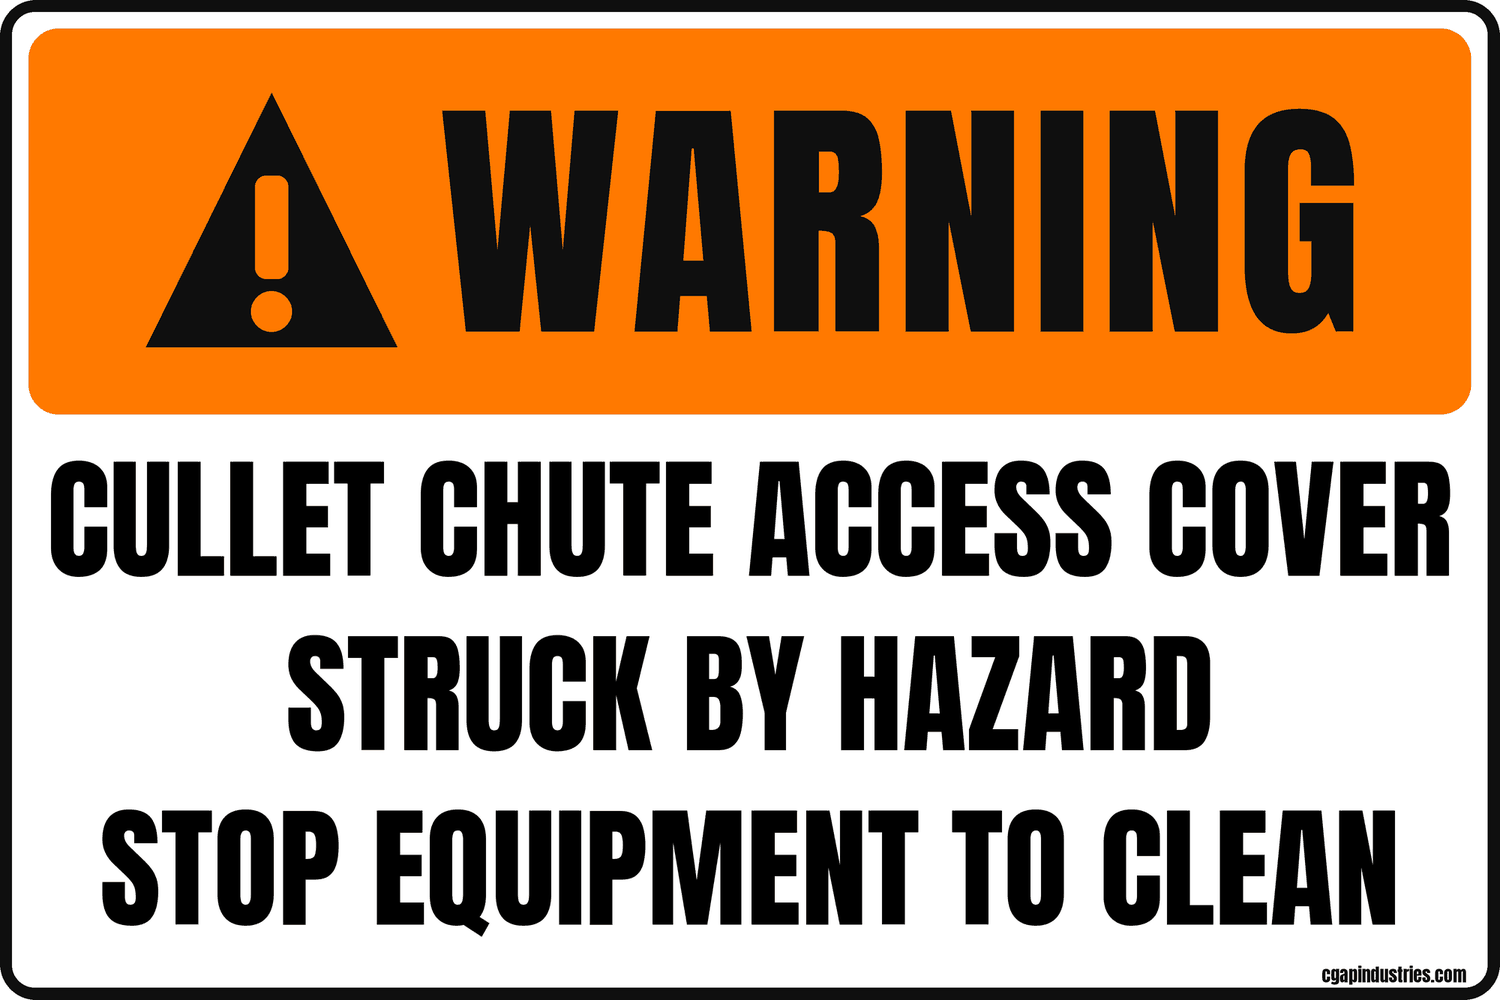 WARNING
CULLET CHUTE ACCESS COVER
STRUCK BY HAZARD
STOP EQUIPMENT TO CLEAN
cgapindustries.com